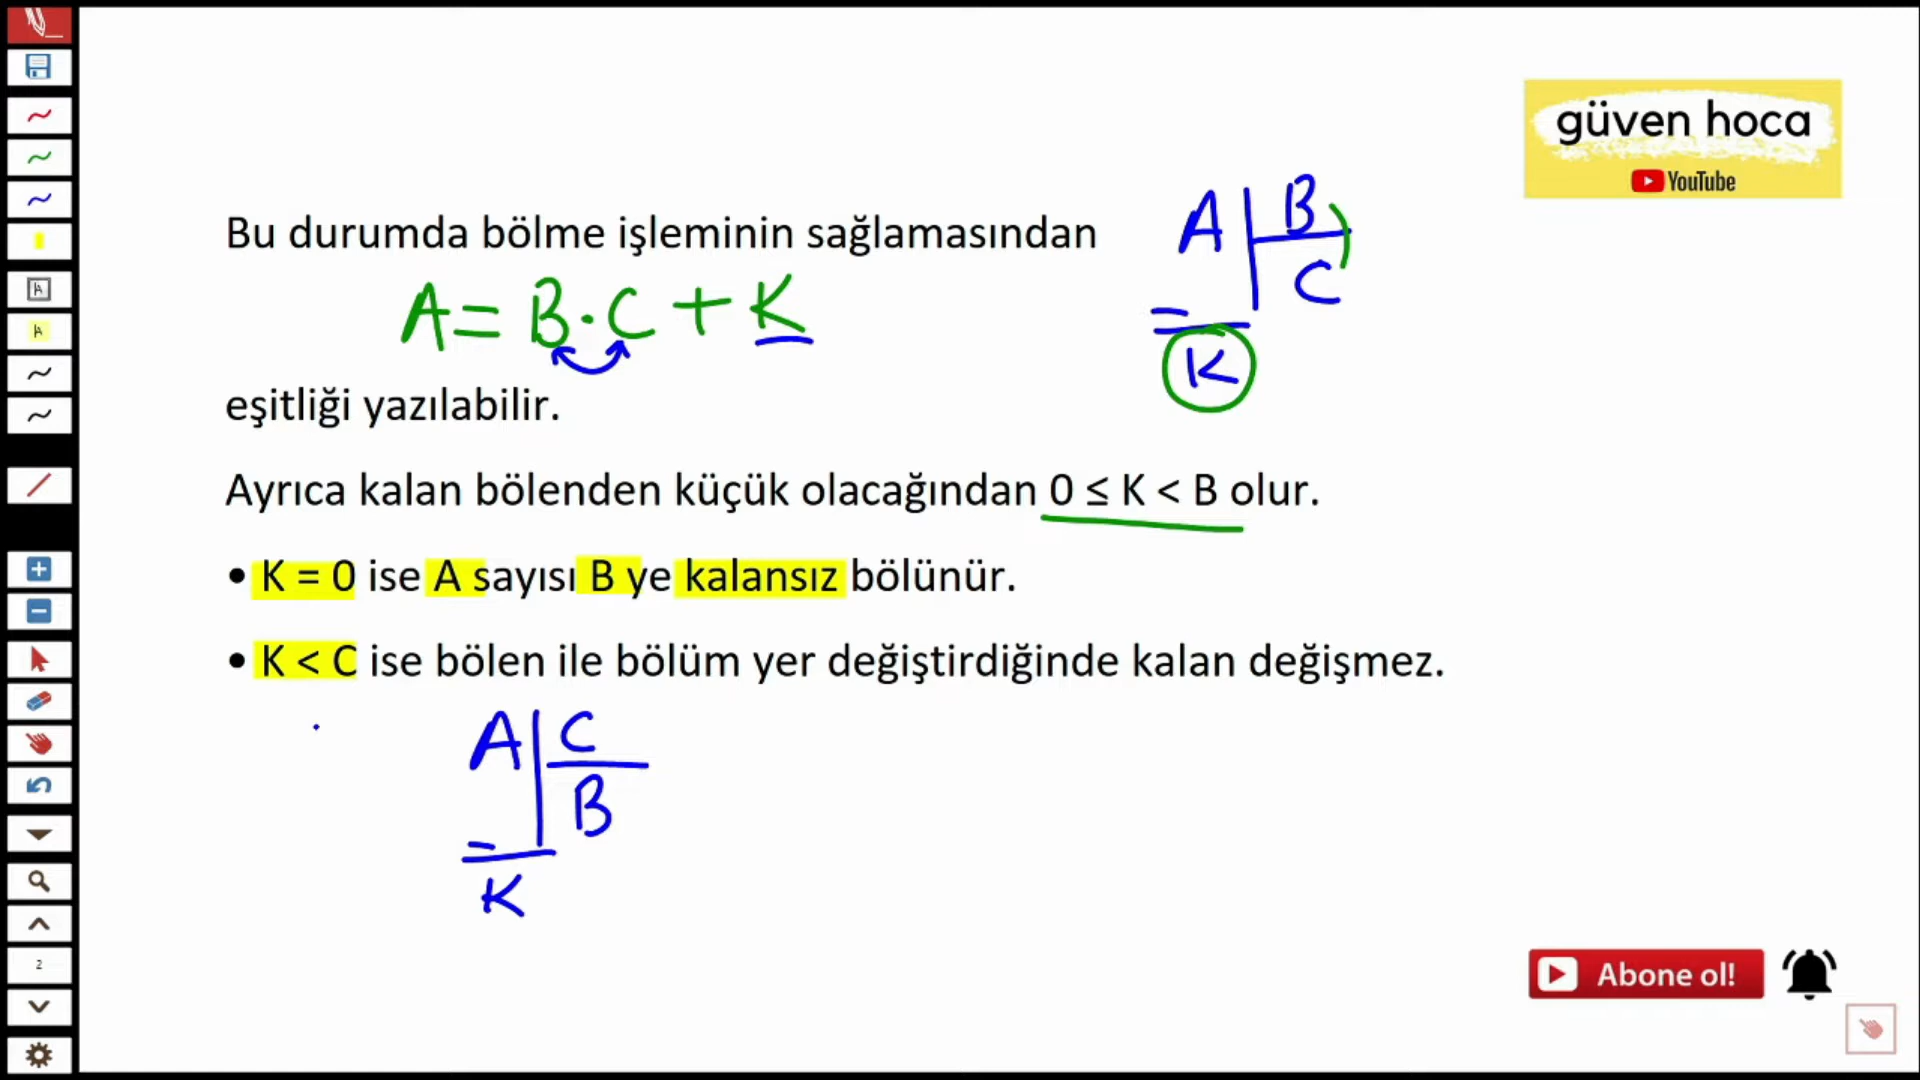 güven hoca
YouTube
Bu durumda bölme işleminin sağlamasından
A | B
C
K
A = B · C + K
eşitliği yazılabilir.
Ayrıca kalan bölenden küçük olacağından 0 ≤ K < B olur.
• K = 0 ise A sayısı B ye kalansız bölünür.
• K < C ise bölen ile bölüm yer değiştirdiğinde kalan değişmez.
A | C
B
K
2
Abone ol!